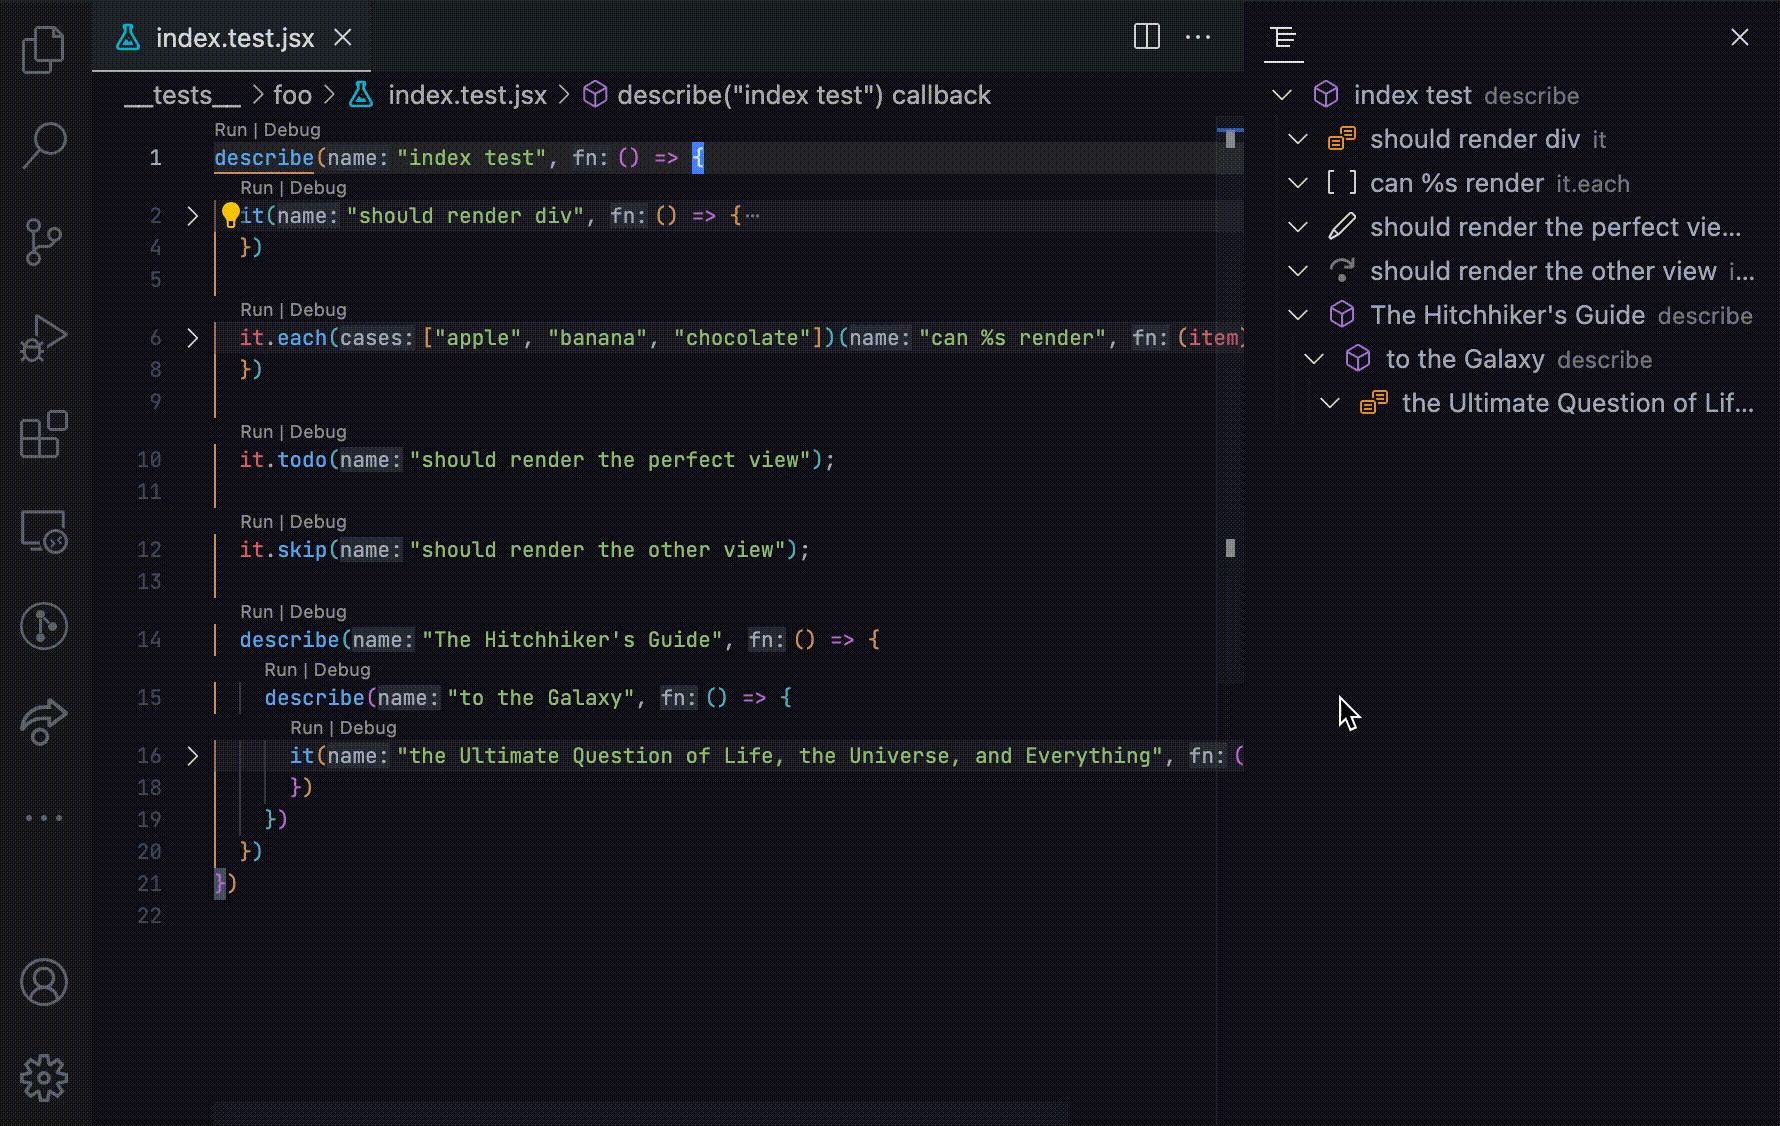 index.test.jsx
__tests__ > foo > index.test.jsx > describe("index test") callback
Run | Debug
1 describe(name: "index test", fn: () => {
Run | Debug
2 it(name: "should render div", fn: () => {…
4 })
5
Run | Debug
6 it.each(cases: ["apple", "banana", "chocolate"])(name: "can %s render", fn: (item)
8 })
9
Run | Debug
10 it.todo(name: "should render the perfect view");
11
Run | Debug
12 it.skip(name: "should render the other view");
13
Run | Debug
14 describe(name: "The Hitchhiker's Guide", fn: () => {
Run | Debug
15 describe(name: "to the Galaxy", fn: () => {
Run | Debug
16 it(name: "the Ultimate Question of Life, the Universe, and Everything", fn: (
18 })
19 })
20 })
21 })
22
index test describe
should render div it
can %s render it.each
should render the perfect vie...
should render the other view i...
The Hitchhiker's Guide describe
to the Galaxy describe
the Ultimate Question of Lif...